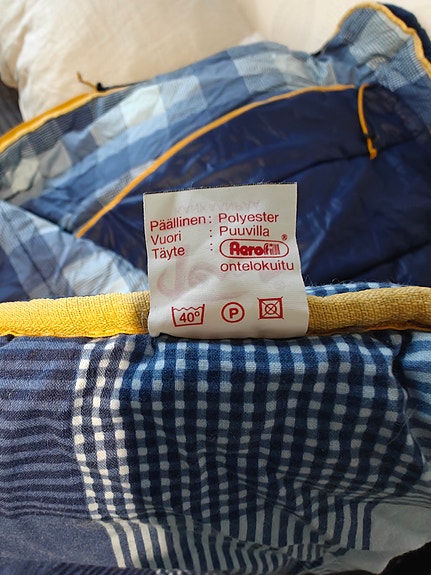 Päällinen: Polyester
Vuori : Puuvilla
Täyte : Aerofill®
ontelokuitu
40° P